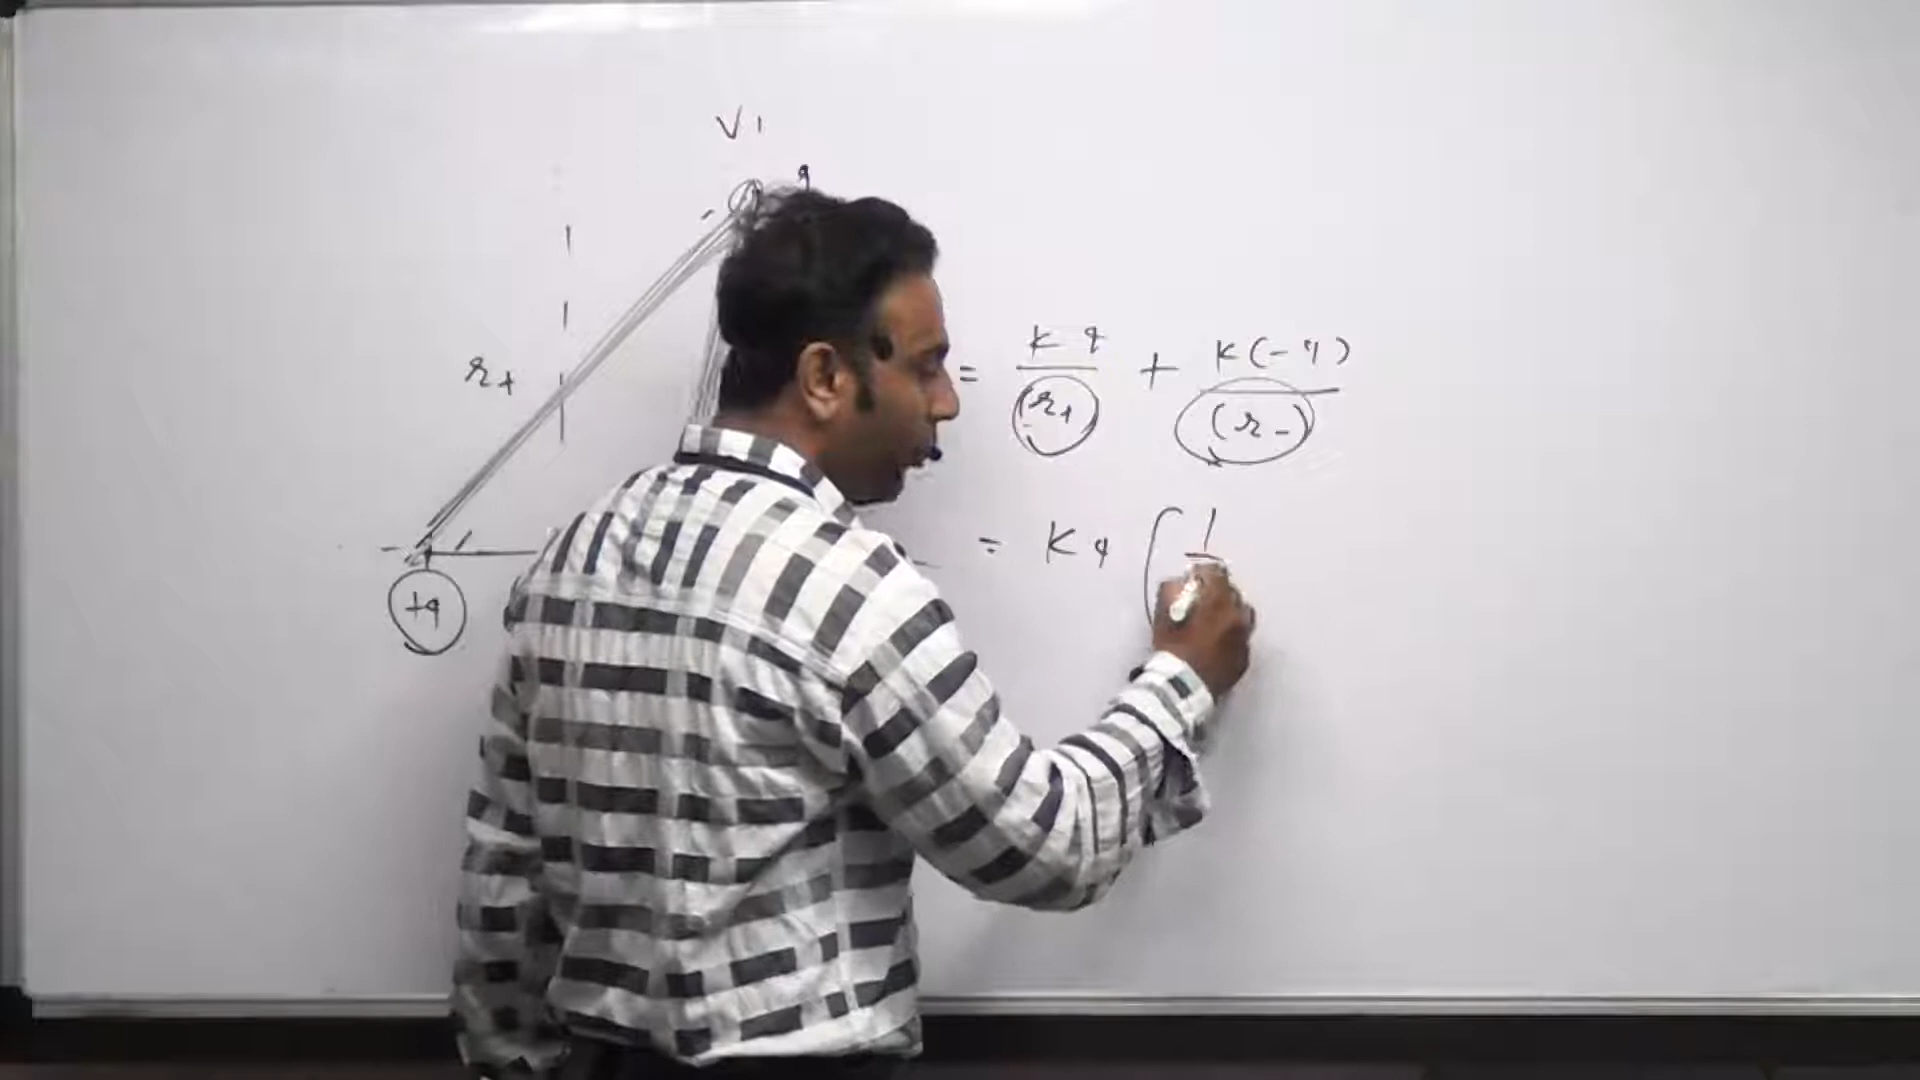 V1
r+
= Kq/(r+) + K(-q)/(r-)
= Kq ( 1
+q